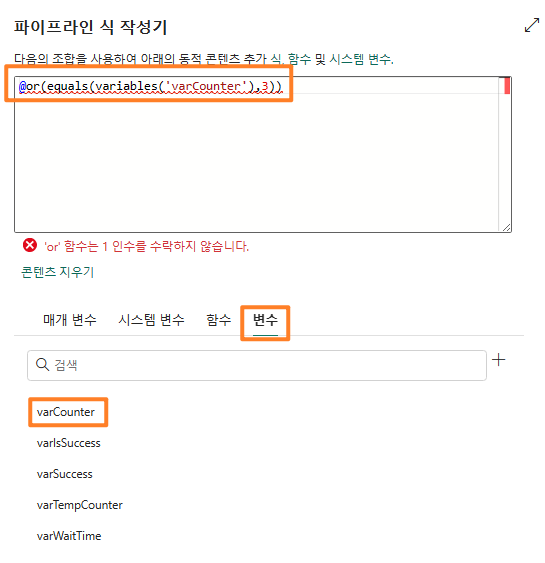 파이프라인 식 작성기
다음의 조합을 사용하여 아래의 동적 콘텐츠 추가 식, 함수 및 시스템 변수.
@or(equals(variables('varCounter'),3))
'or' 함수는 1 인수를 수락하지 않습니다.
콘텐츠 지우기
매개 변수 시스템 변수 함수 변수
검색
varCounter
varIsSuccess
varSuccess
varTempCounter
varWaitTime